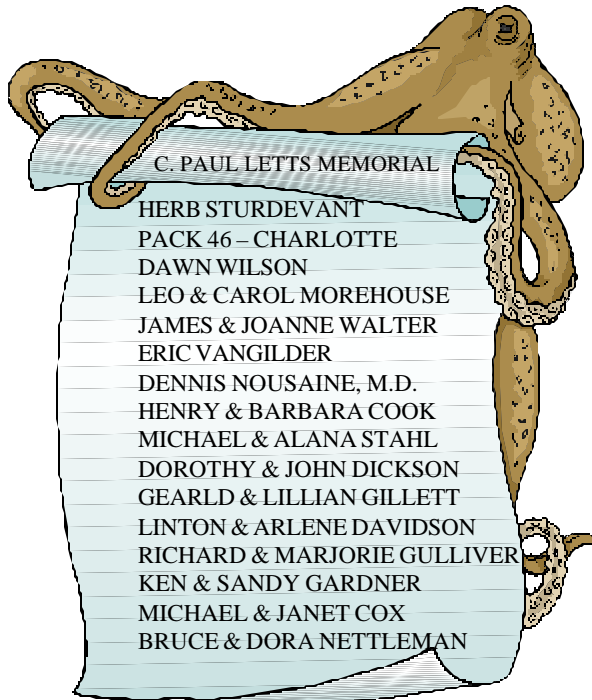 C. PAUL LETTS MEMORIAL
HERB STURDEVANT
PACK 46 – CHARLOTTE
DAWN WILSON
LEO & CAROL MOREHOUSE
JAMES & JOANNE WALTER
ERIC VANGILDER
DENNIS NOUSAINE, M.D.
HENRY & BARBARA COOK
MICHAEL & ALANA STAHL
DOROTHY & JOHN DICKSON
GEARLD & LILLIAN GILLETT
LINTON & ARLENE DAVIDSON
RICHARD & MARJORIE GULLIVER
KEN & SANDY GARDNER
MICHAEL & JANET COX
BRUCE & DORA NETTLEMAN